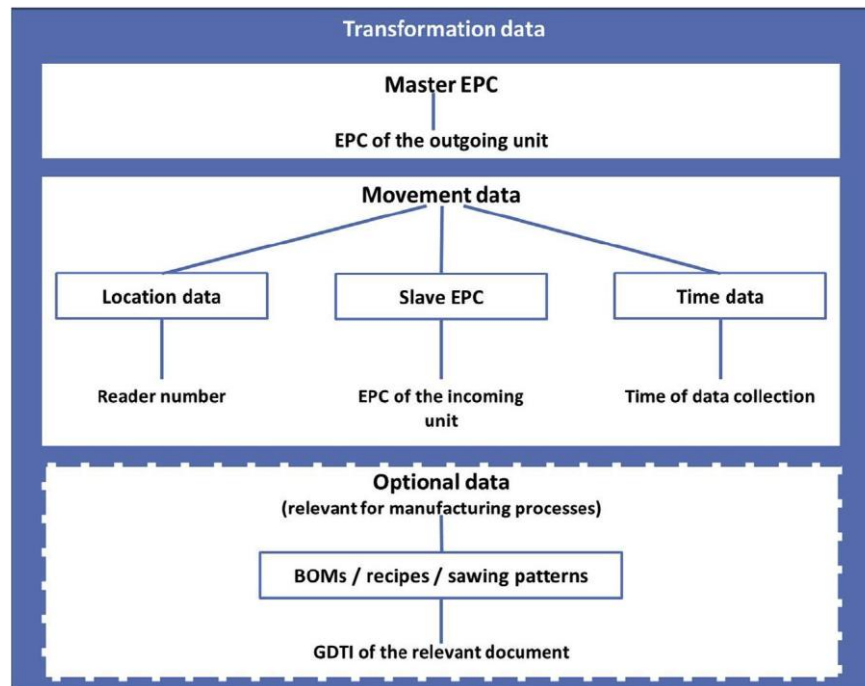 Transformation data
Master EPC
EPC of the outgoing unit
Movement data
Location data
Slave EPC
Time data
Reader number
EPC of the incoming
unit
Time of data collection
Optional data
(relevant for manufacturing processes)
BOMs / recipes / sawing patterns
GDTI of the relevant document